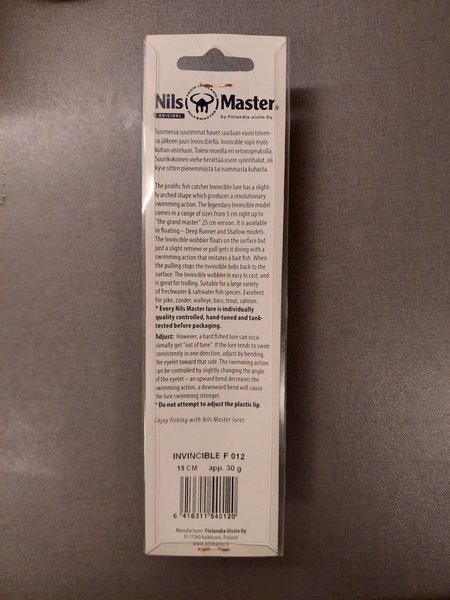 Nils Master®
ORIGINAL
by Finlandia-uistin Oy
Suomessa suurimmat hauet saadaan vuosi toisen-
sa jälkeen juuri Invinciblellä. Invincible sopii myös
kuhan uisteluun. Toimii monilla eri vetonopeuksilla.
Suurikokoinen viehe herättää usein syöntihalut, oli
kyse sitten pienemmästä tai isommasta kuhasta.
The prolific fish catcher Invincible lure has a slight-
ly arched shape which produces a revolutionary
swimming action. The legendary Invincible model
comes in a range of sizes from 5 cm right up to
"the grand master" 25 cm version. It is available
in floating – Deep Runner and Shallow models.
The Invincible wobbler floats on the surface but
just a slight retrieve or pull gets it diving with a
swimming action that imitates a bait fish. When
the pulling stops the Invincible bobs back to the
surface. The Invincible wobbler in easy to cast, and
is great for trolling. Suitable for a large variety
of freshwater & saltwater fish species. Excellent
for pike, zander, walleye, bass, trout, salmon.
* Every Nils Master lure is individually
quality controlled, hand-tuned and tank-
tested before packaging.
Adjust: However, a hard fished lure can occa-
sionally get "out of tune". If the lure tends to swim
consistently in one direction, adjust by bending
the eyelet toward that side. The swimming action
can be controlled by slightly changing the angle
of the eyelet – an upward bend decreases the
swimming action, a downward bend will cause
the lure swimming stronger.
* Do not attempt to adjust the plastic lip.
Enjoy fishing with Nils Master lures
INVINCIBLE F 012
15 CM app. 30 g
6 416311 540120
Manufacturer: Finlandia Uistin Oy
FI-17240 Kalkkinen, Finland
www.nilsmaster.fi